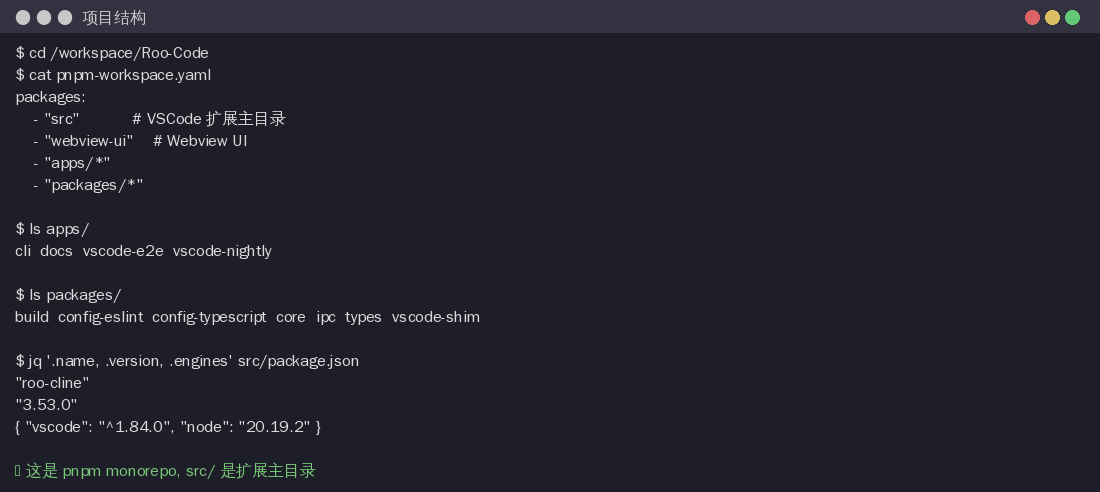 项目结构
$ cd /workspace/Roo-Code
$ cat pnpm-workspace.yaml
packages:
  - "src"          # VSCode 扩展主目录
  - "webview-ui"    # Webview UI
  - "apps/*"
  - "packages/*"
$ ls apps/
cli  docs  vscode-e2e  vscode-nightly
$ ls packages/
build  config-eslint  config-typescript  core  ipc  types  vscode-shim
$ jq '.name, .version, .engines' src/package.json
"roo-cline"
"3.53.0"
{ "vscode": "^1.84.0", "node": "20.19.2" }
这是 pnpm monorepo, src/ 是扩展主目录